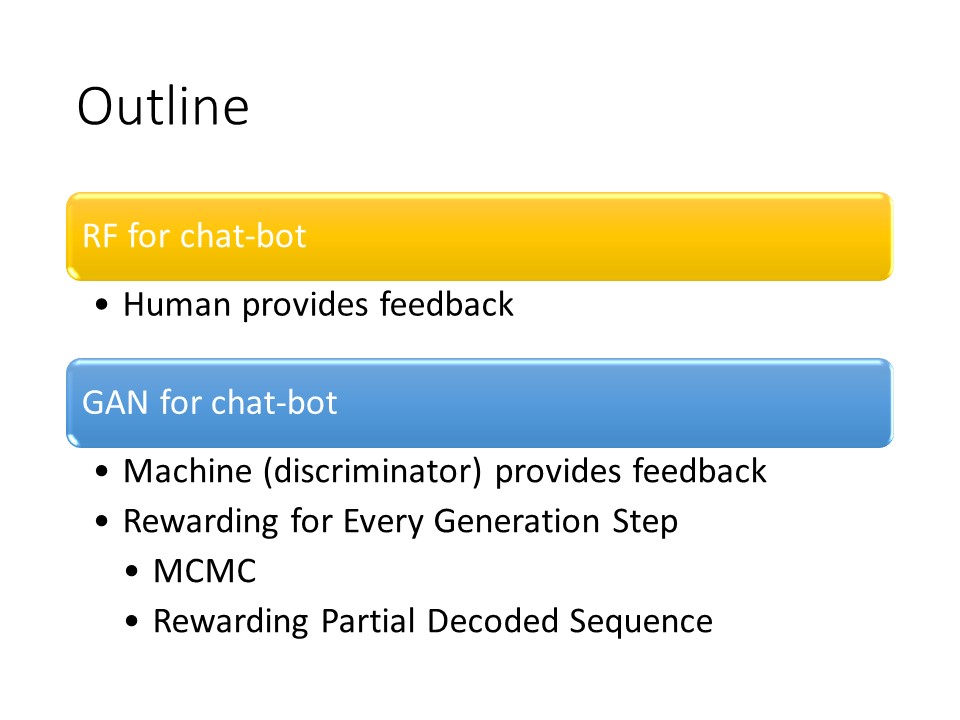 Outline
RF for chat-bot
• Human provides feedback
GAN for chat-bot
• Machine (discriminator) provides feedback
• Rewarding for Every Generation Step
• MCMC
• Rewarding Partial Decoded Sequence